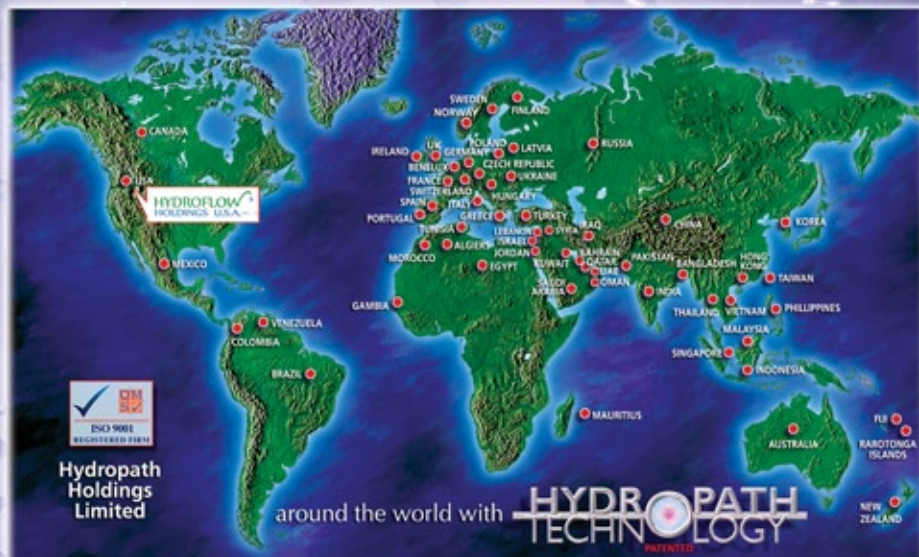 SWEDEN
NORWAY
FINLAND
CANADA
IRELAND
UK
GERMANY
POLAND
LATVIA
RUSSIA
BENELUX
CZECH REPUBLIC
FRANCE
UKRAINE
SWITZERLAND
HUNGARY
USA
HYDROFLOW
HOLDINGS U.S.A.
SPAIN
ITALY
PORTUGAL
GREECE
TURKTY
TUNISIA
LEBANON
SYRIA
IRAQ
CHINA
KOREA
ISRAEL
MOROCCO
ALGIERS
JORDAN
KUWAIT
BAHRAIN
QATAR
PAKISTAN
BANGLADESH
HONG
KONG
MEXICO
EGYPT
UAE
TAIWAN
SAUDI
ARABIA
OMAN
INDIA
GAMBIA
THAILAND
VIETNAM
PHILLIPPINES
VENEZUELA
COLOMBIA
MALAYSIA
SINGAPORE
BRAZIL
INDONESIA
MAURITIUS
FIJI
AUSTRALIA
RAROTONGA
ISLANDS
QM
S
ISO 9001
REGISTERED FIRM
Hydropath
Holdings
Limited
around the world with
HYDROPATH
TECHNOLOGY
PATENTED
NEW
ZEALAND